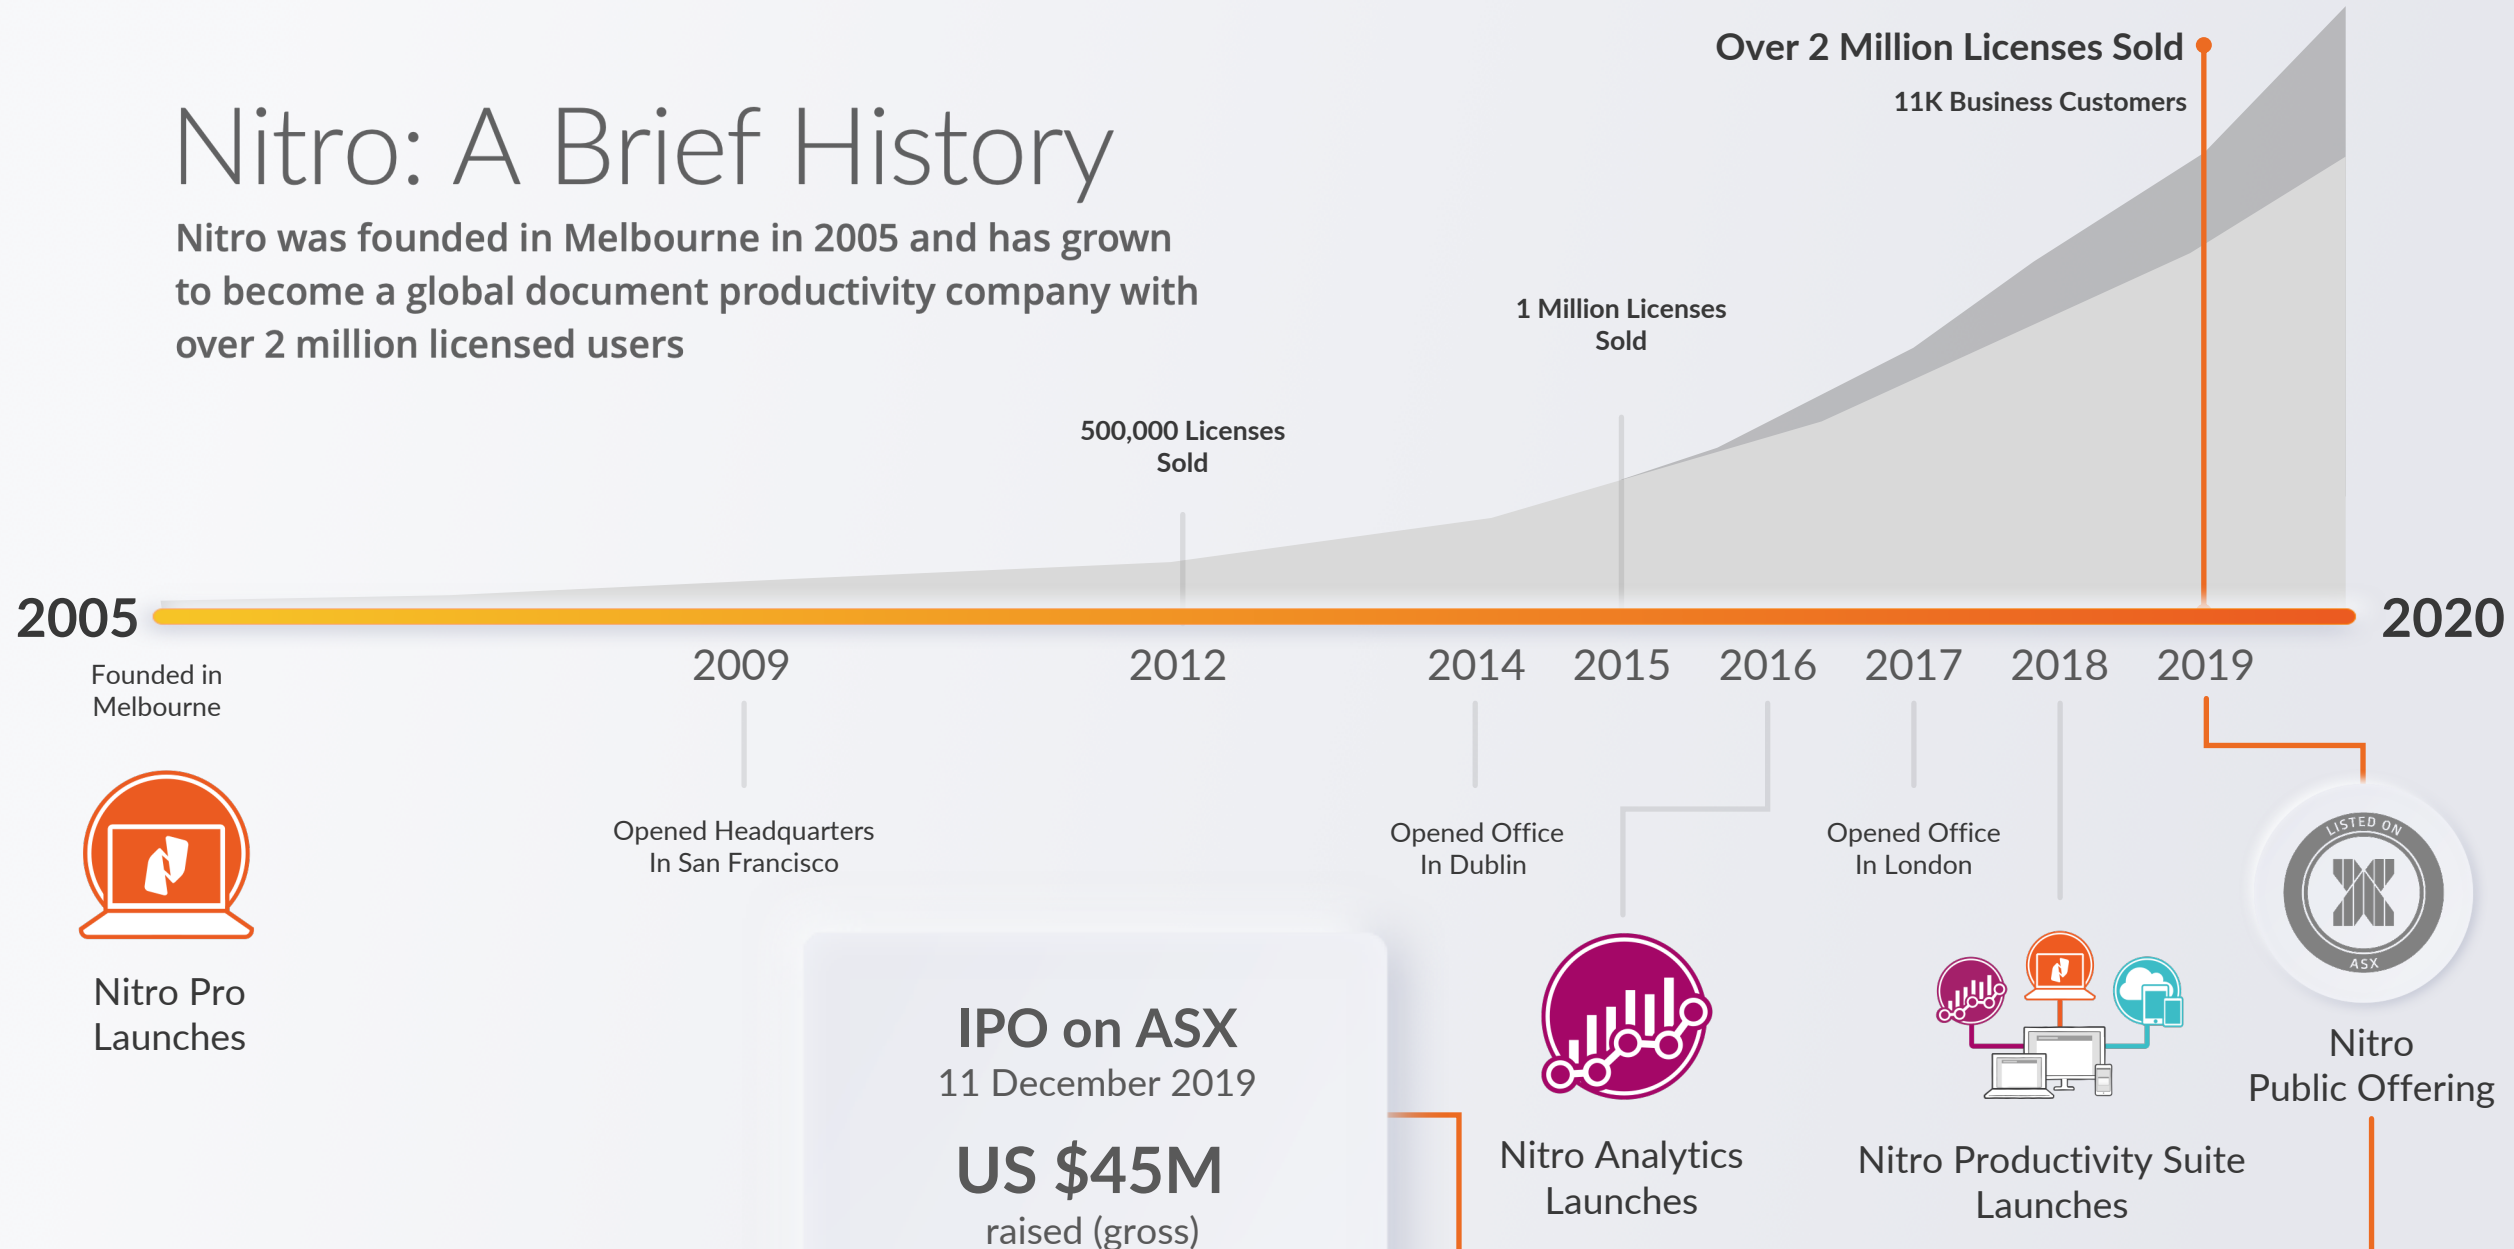 Over 2 Million Licenses Sold
11K Business Customers
Nitro: A Brief History
Nitro was founded in Melbourne in 2005 and has grown
to become a global document productivity company with
over 2 million licensed users
1 Million Licenses
Sold
500,000 Licenses
Sold
2005
2020
2009
2012
2014
2015
2016
2017
2018
2019
Founded in
Melbourne
Opened Headquarters
In San Francisco
Opened Office
In Dublin
Opened Office
In London
LISTED ON
ASX
Nitro Pro
Launches
IPO on ASX
11 December 2019
US $45M
raised (gross)
Nitro Analytics
Launches
Nitro Productivity Suite
Launches
Nitro
Public Offering